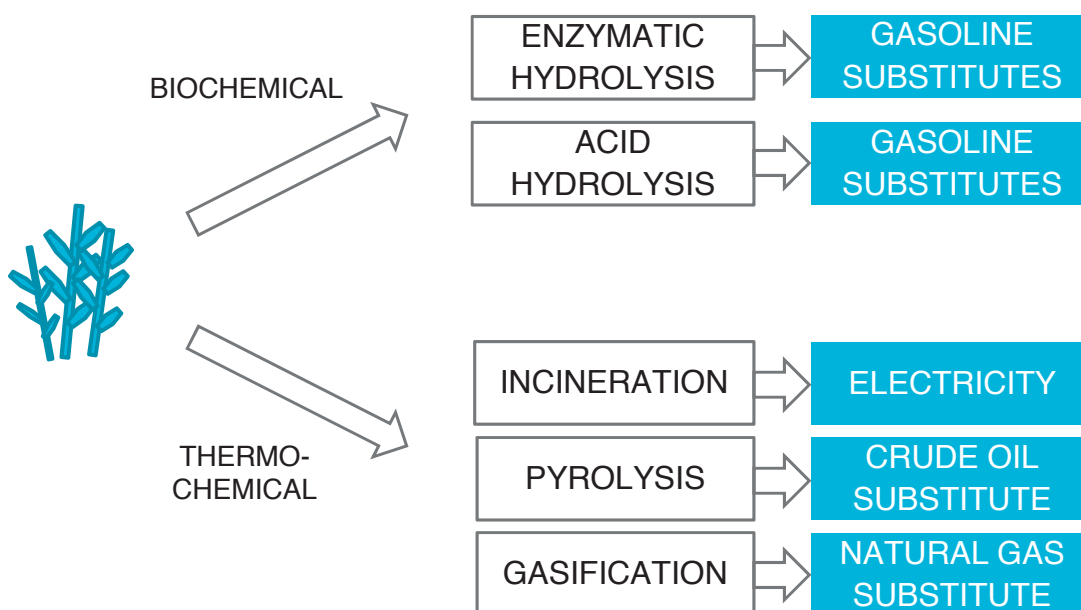 BIOCHEMICAL
ENZYMATIC
HYDROLYSIS
GASOLINE
SUBSTITUTES
ACID
HYDROLYSIS
GASOLINE
SUBSTITUTES
THERMO-
CHEMICAL
INCINERATION
ELECTRICITY
PYROLYSIS
CRUDE OIL
SUBSTITUTE
GASIFICATION
NATURAL GAS
SUBSTITUTE